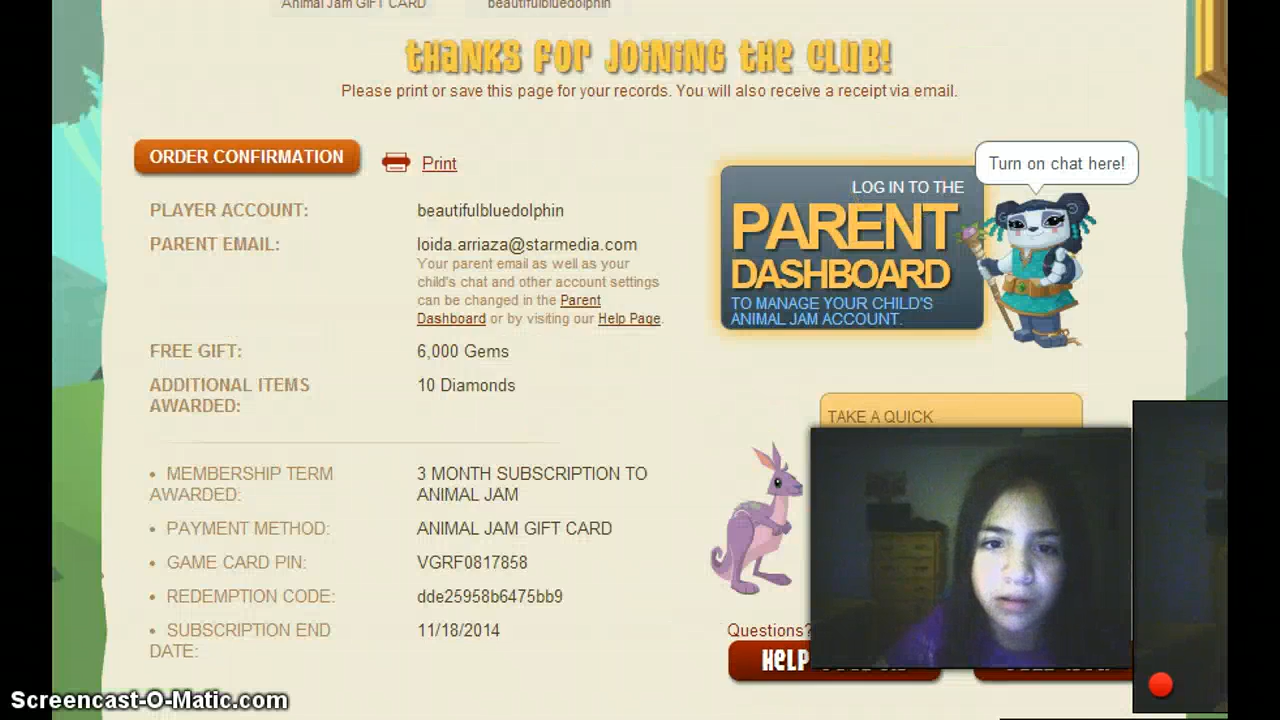 Animal Jam GIFT CARD beautifulbluedolphin
THANKS FOR JOINING THE CLUB!
Please print or save this page for your records. You will also receive a receipt via email.
ORDER CONFIRMATION Print
PLAYER ACCOUNT: beautifulbluedolphin
PARENT EMAIL: loida.arriaza@starmedia.com
Your parent email as well as your
child's chat and other account settings
can be changed in the Parent
Dashboard or by visiting our Help Page.
FREE GIFT: 6,000 Gems
ADDITIONAL ITEMS 10 Diamonds
AWARDED:
• MEMBERSHIP TERM 3 MONTH SUBSCRIPTION TO
AWARDED: ANIMAL JAM
• PAYMENT METHOD: ANIMAL JAM GIFT CARD
• GAME CARD PIN: VGRF0817858
• REDEMPTION CODE: dde25958b6475bb9
• SUBSCRIPTION END 11/18/2014
DATE:
Turn on chat here!
LOG IN TO THE
PARENT
DASHBOARD
TO MANAGE YOUR CHILD'S
ANIMAL JAM ACCOUNT.
TAKE A QUICK
Questions?
HELP
Screencast-O-Matic.com